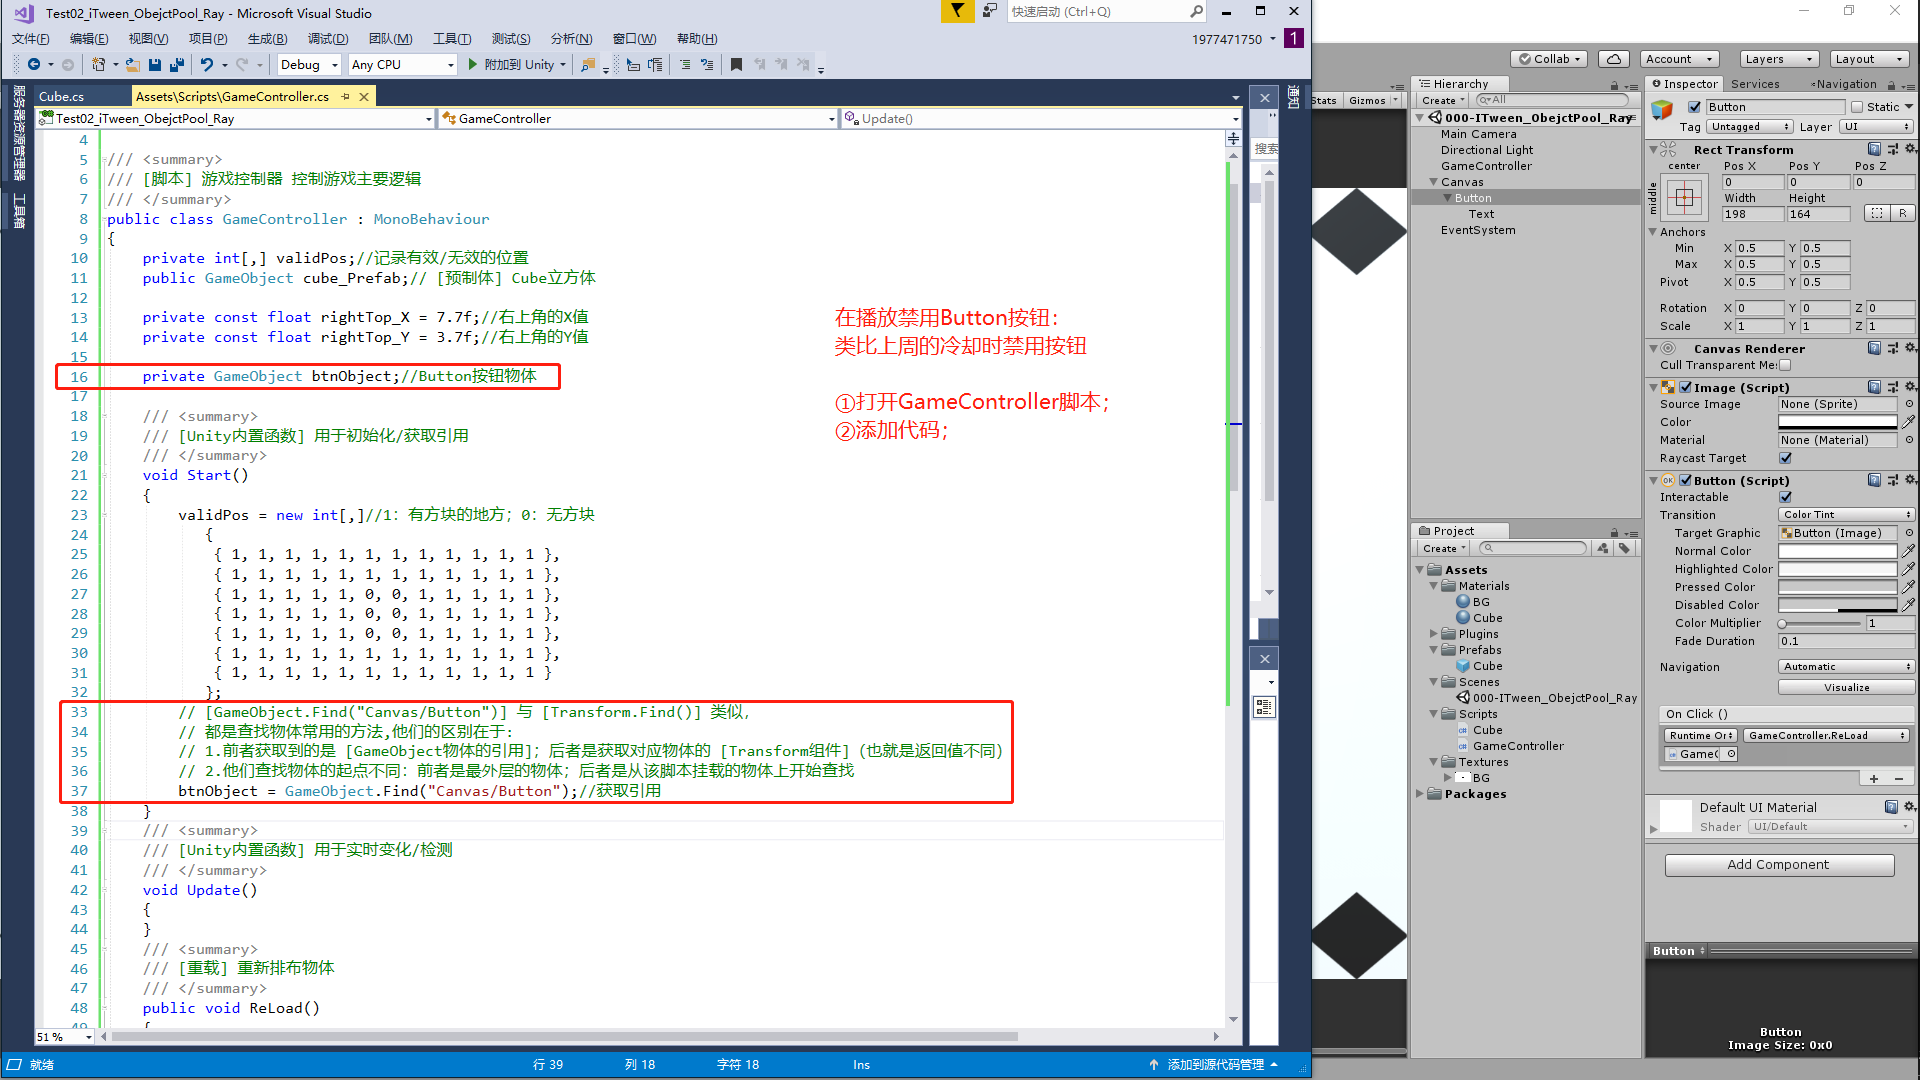 Test02_iTween_ObejctPool_Ray - Microsoft Visual Studio
快速启动 (Ctrl+Q)
文件(F) 编辑(E) 视图(V) 项目(P) 生成(B) 调试(D) 团队(M) 工具(T) 测试(S) 分析(N) 窗口(W) 帮助(H)
1977471750
1
Debug
Any CPU
附加到 Unity
服务器资源管理器
工具箱
Cube.cs
Assets\Scripts\GameController.cs
Test02_iTween_ObejctPool_Ray
GameController
Update()
4
5 /// <summary>
6 /// [脚本] 游戏控制器 控制游戏主要逻辑
7 /// </summary>
8 public class GameController : MonoBehaviour
9 {
10 private int[,] validPos;//记录有效/无效的位置
11 public GameObject cube_Prefab;// [预制体] Cube立方体
12
13 private const float rightTop_X = 7.7f;//右上角的X值
14 private const float rightTop_Y = 3.7f;//右上角的Y值
15
16 private GameObject btnObject;//Button按钮物体
17
18 /// <summary>
19 /// [Unity内置函数] 用于初始化/获取引用
20 /// </summary>
21 void Start()
22 {
23 validPos = new int[,]//1：有方块的地方；0：无方块
24 {
25 { 1, 1, 1, 1, 1, 1, 1, 1, 1, 1, 1, 1 },
26 { 1, 1, 1, 1, 1, 1, 1, 1, 1, 1, 1, 1 },
27 { 1, 1, 1, 1, 1, 0, 0, 1, 1, 1, 1, 1 },
28 { 1, 1, 1, 1, 1, 0, 0, 1, 1, 1, 1, 1 },
29 { 1, 1, 1, 1, 1, 0, 0, 1, 1, 1, 1, 1 },
30 { 1, 1, 1, 1, 1, 1, 1, 1, 1, 1, 1, 1 },
31 { 1, 1, 1, 1, 1, 1, 1, 1, 1, 1, 1, 1 }
32 };
33 // [GameObject.Find("Canvas/Button")] 与 [Transform.Find()] 类似，
34 // 都是查找物体常用的方法,他们的区别在于：
35 // 1.前者获取到的是 [GameObject物体的引用]；后者是获取对应物体的 [Transform组件]（也就是返回值不同）
36 // 2.他们查找物体的起点不同：前者是最外层的物体；后者是从该脚本挂载的物体上开始查找
37 btnObject = GameObject.Find("Canvas/Button");//获取引用
38 }
39 /// <summary>
40 /// [Unity内置函数] 用于实时变化/检测
41 /// </summary>
42 void Update()
43 {
44 }
45 /// <summary>
46 /// [重载] 重新排布物体
47 /// </summary>
48 public void ReLoad()
49 {
在播放禁用Button按钮：
类比上周的冷却时禁用按钮
①打开GameController脚本；
②添加代码；
51 %
就绪
行 39
列 18
字符 18
Ins
添加到源代码管理
通知
搜索
Collab
Account
Layers
Layout
Stats
Gizmos
Hierarchy
Create
All
000-ITween_ObejctPool_Ray
Main Camera
Directional Light
GameController
Canvas
Button
Text
EventSystem
Project
Create
Assets
Materials
BG
Cube
Plugins
Prefabs
Cube
Scenes
000-ITween_ObejctPool_Ray
Scripts
Cube
GameController
Textures
BG
Packages
Inspector
Services
Navigation
Button
Static
Tag Untagged Layer UI
Rect Transform
center Pos X Pos Y Pos Z
middle
0 0 0
Width Height
198 164
R
Anchors
Min X 0.5 Y 0.5
Max X 0.5 Y 0.5
Pivot X 0.5 Y 0.5
Rotation X 0 Y 0 Z 0
Scale X 1 Y 1 Z 1
Canvas Renderer
Cull Transparent Me:
Image (Script)
Source Image None (Sprite)
Color
Material None (Material)
Raycast Target
OK
Button (Script)
Interactable
Transition Color Tint
Target Graphic Button (Image)
Normal Color
Highlighted Color
Pressed Color
Disabled Color
Color Multiplier 1
Fade Duration 0.1
Navigation Automatic
Visualize
On Click ()
Runtime Or GameController.ReLoad
GameC
+ −
Default UI Material
Shader UI/Default
Add Component
Button
Button
Image Size: 0x0